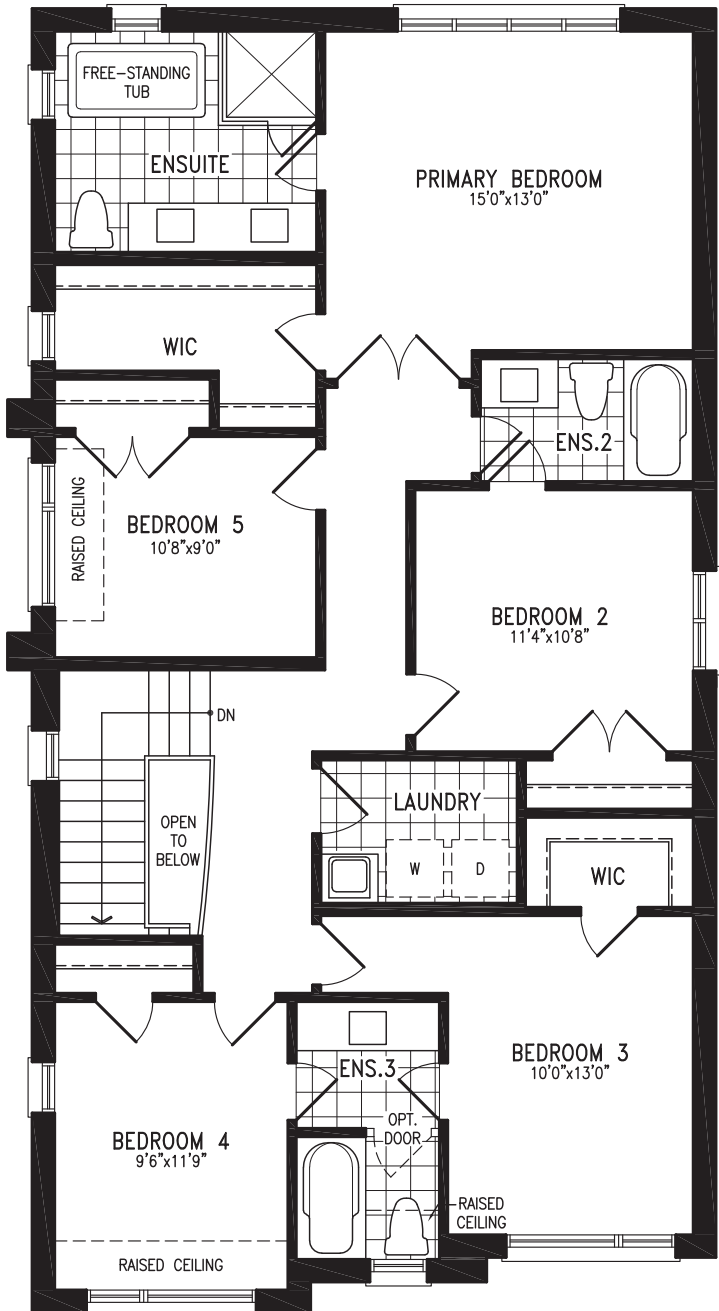 FREE-STANDING
TUB
ENSUITE
PRIMARY BEDROOM
15'0"x13'0"
WIC
ENS.2
RAISED CEILING
BEDROOM 5
10'8"x9'0"
BEDROOM 2
11'4"x10'8"
DN
OPEN
TO
BELOW
LAUNDRY
W
D
WIC
ENS.3
BEDROOM 3
10'0"x13'0"
OPT.
DOOR
BEDROOM 4
9'6"x11'9"
RAISED
CEILING
RAISED CEILING